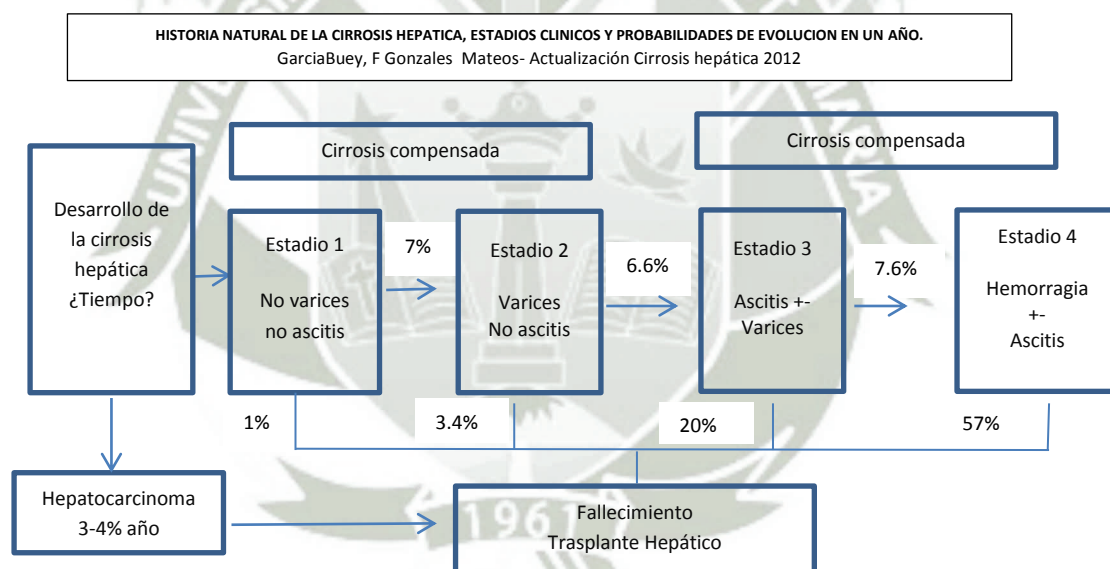 HISTORIA NATURAL DE LA CIRROSIS HEPATICA, ESTADIOS CLINICOS Y PROBABILIDADES DE EVOLUCION EN UN AÑO.
GarciaBuey, F Gonzales Mateos- Actualización Cirrosis hepática 2012
Cirrosis compensada
Cirrosis compensada
Desarrollo de
la cirrosis
hepática
¿Tiempo?
Estadio 1
No varices
no ascitis
7%
Estadio 2
Varices
No ascitis
6.6%
Estadio 3
Ascitis +-
Varices
7.6%
Estadio 4
Hemorragia
+-
Ascitis
1%
3.4%
20%
57%
Hepatocarcinoma
3-4% año
Fallecimiento
Trasplante Hepático
1961